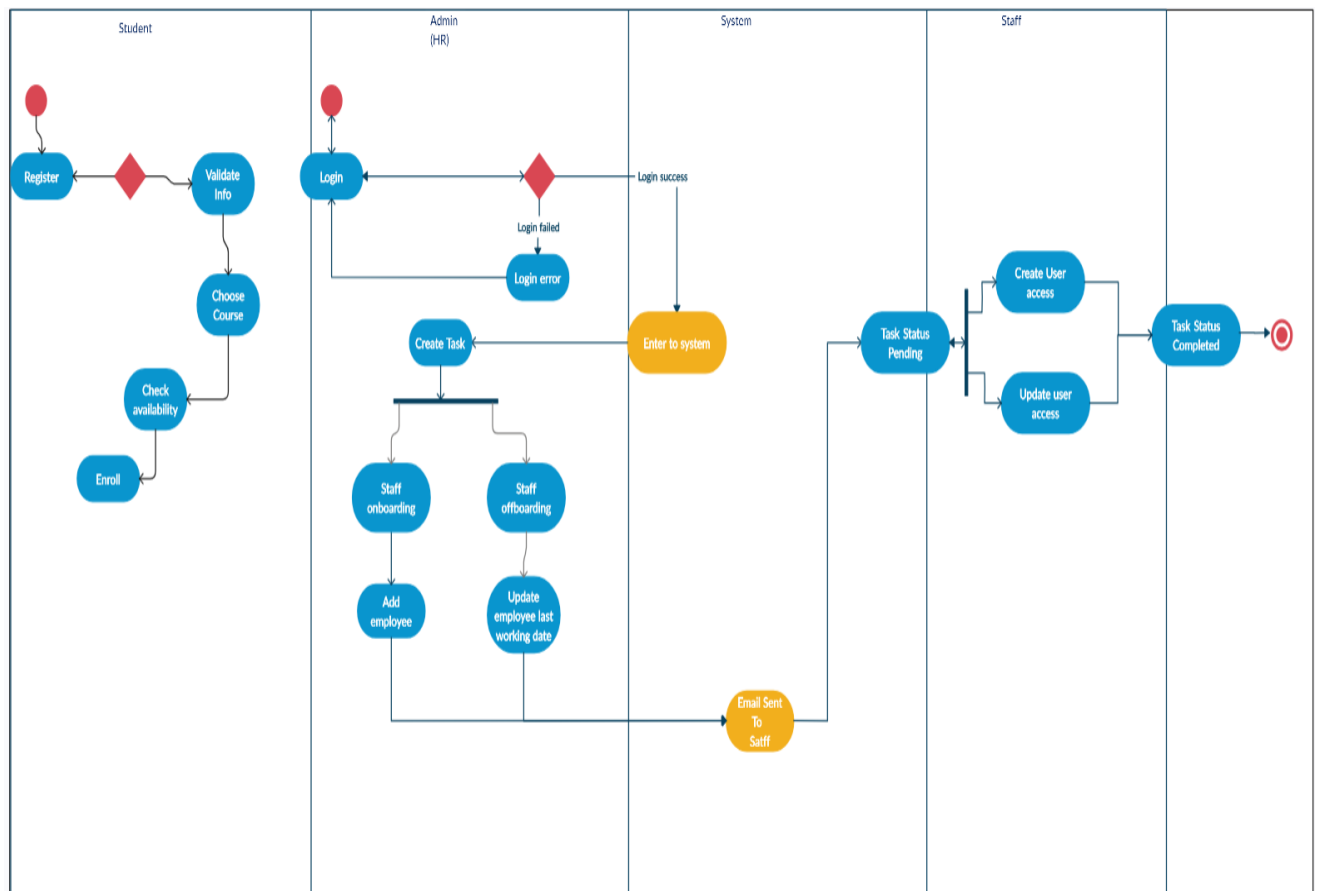 Student
Admin
(HR)
System
Staff
Register
Validate
Info
Choose
Course
Check
availability
Enroll
Login
Login success
Login failed
Login error
Create Task
Enter to system
Staff
onboarding
Staff
offboarding
Add
employee
Update
employee last
working date
Email Sent
To
Satff
Task Status
Pending
Create User
access
Update user
access
Task Status
Completed